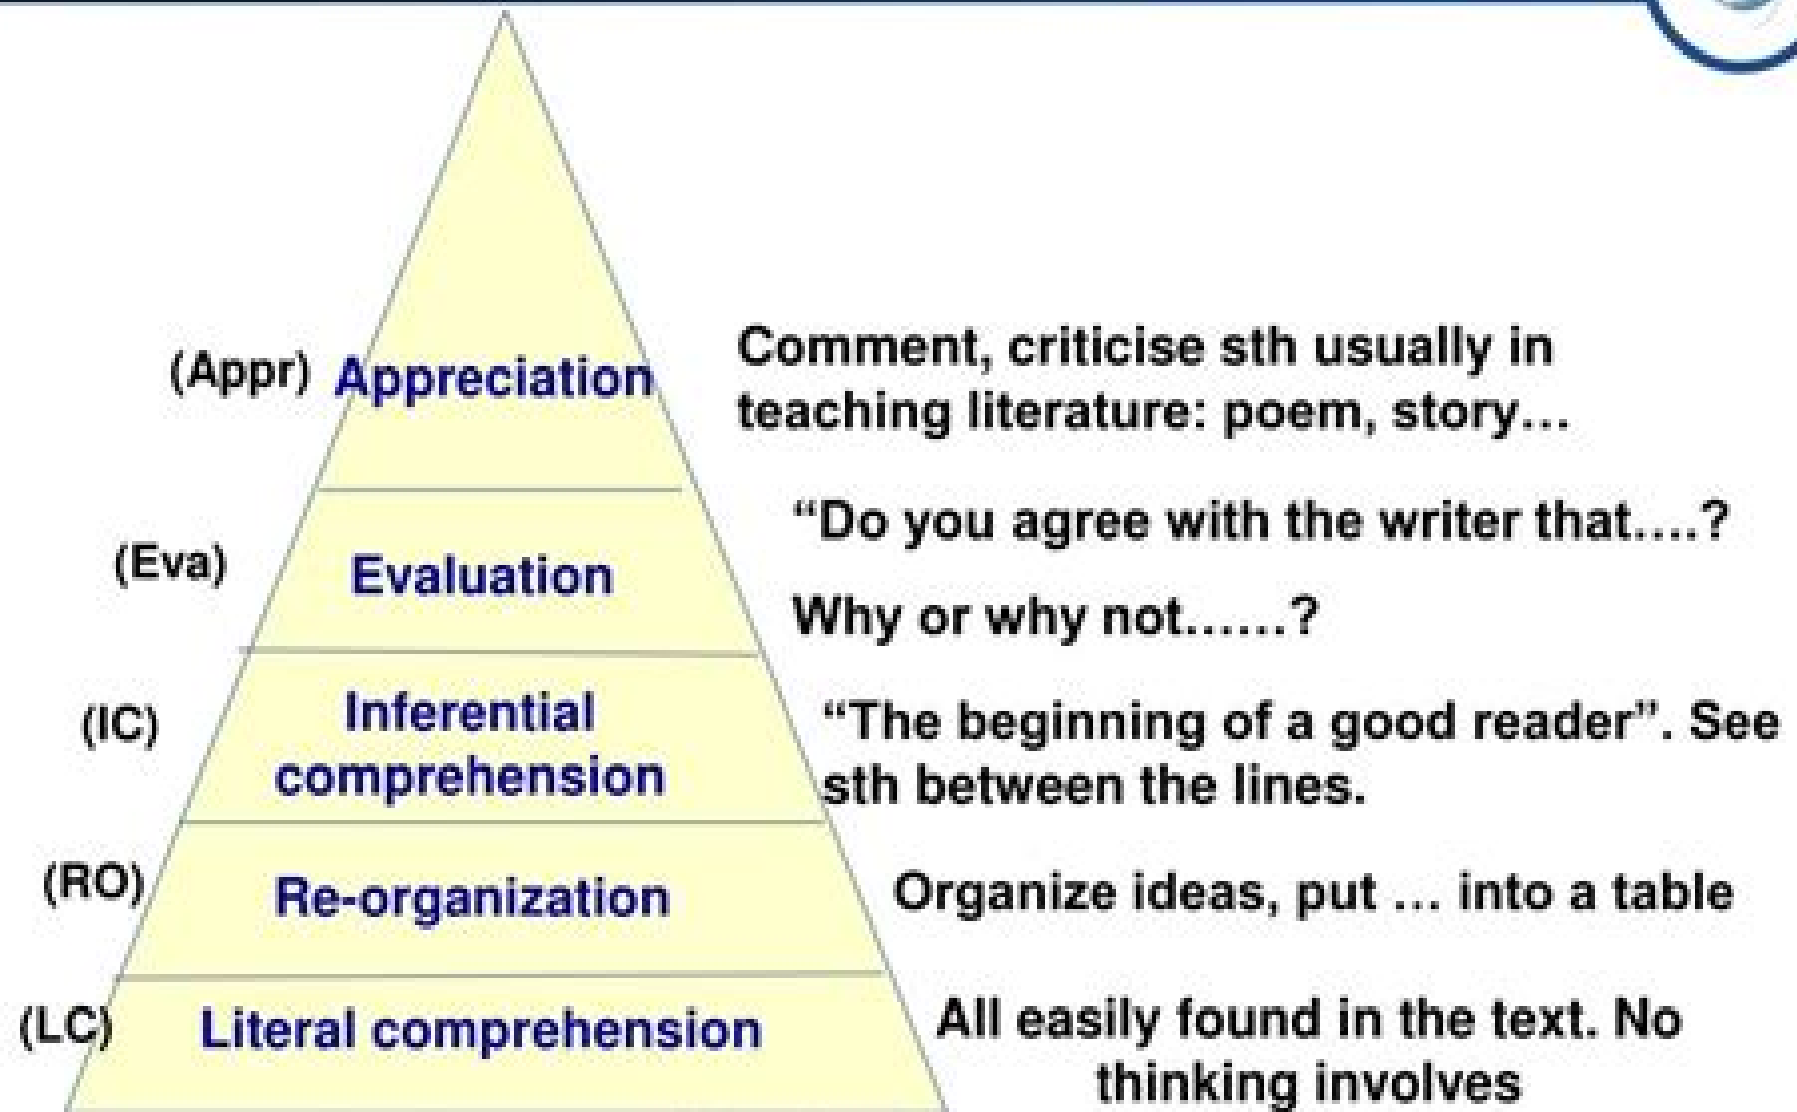 (Appr) Appreciation
Comment, criticise sth usually in
teaching literature: poem, story…
(Eva) Evaluation
“Do you agree with the writer that….?
Why or why not……?
(IC) Inferential
comprehension
“The beginning of a good reader”. See
sth between the lines.
(RO) Re-organization
Organize ideas, put … into a table
(LC) Literal comprehension
All easily found in the text. No
thinking involves